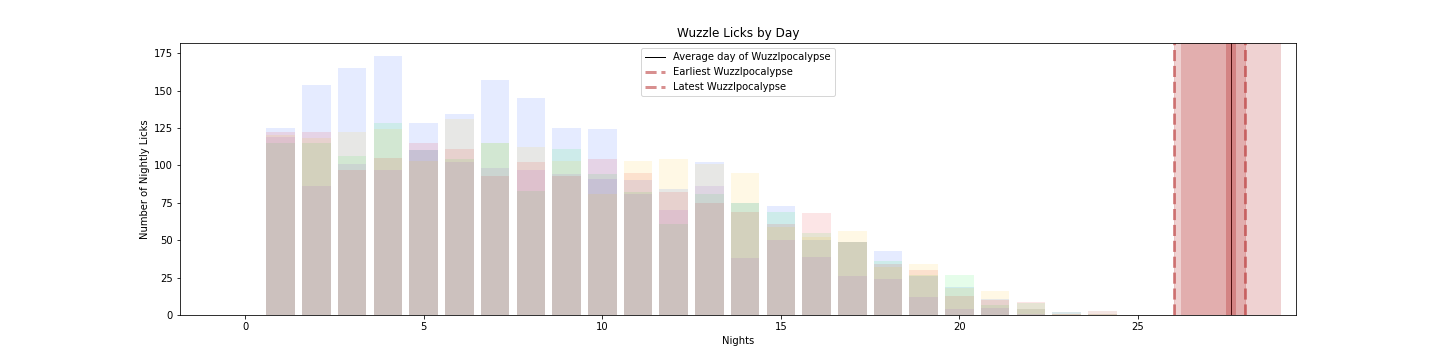 Wuzzle Licks by Day
Average day of Wuzzlpocalypse
Earliest Wuzzlpocalypse
Latest Wuzzlpocalypse
Number of Nightly Licks
175
150
125
100
75
50
25
0
0 5 10 15 20 25
Nights